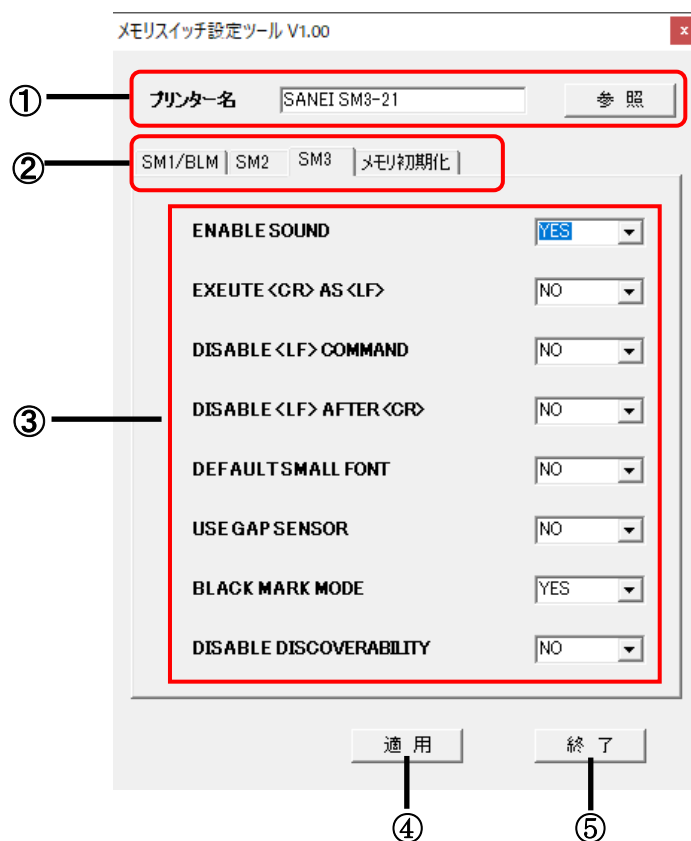 メモリスイッチ設定ツール V1.00
x
① プリンター名 SANEI SM3-21 参 照
② SM1/BLM SM2 SM3 メモリ初期化
ENABLE SOUND YES
EXEUTE <CR> AS <LF> NO
DISABLE <LF> COMMAND NO
③ DISABLE <LF> AFTER <CR> NO
DEFAULT SMALL FONT NO
USE GAP SENSOR NO
BLACK MARK MODE YES
DISABLE DISCOVERABILITY NO
適 用 終 了
④ ⑤